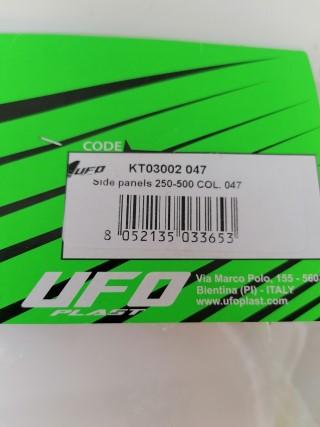 CODE
UFO KT03002 047
Side panels 250-500 COL. 047
8 052135 033653
UFO
PLAST
Via Marco Polo, 155 - 560
Bientina (PI) - ITALY
www.ufoplast.com